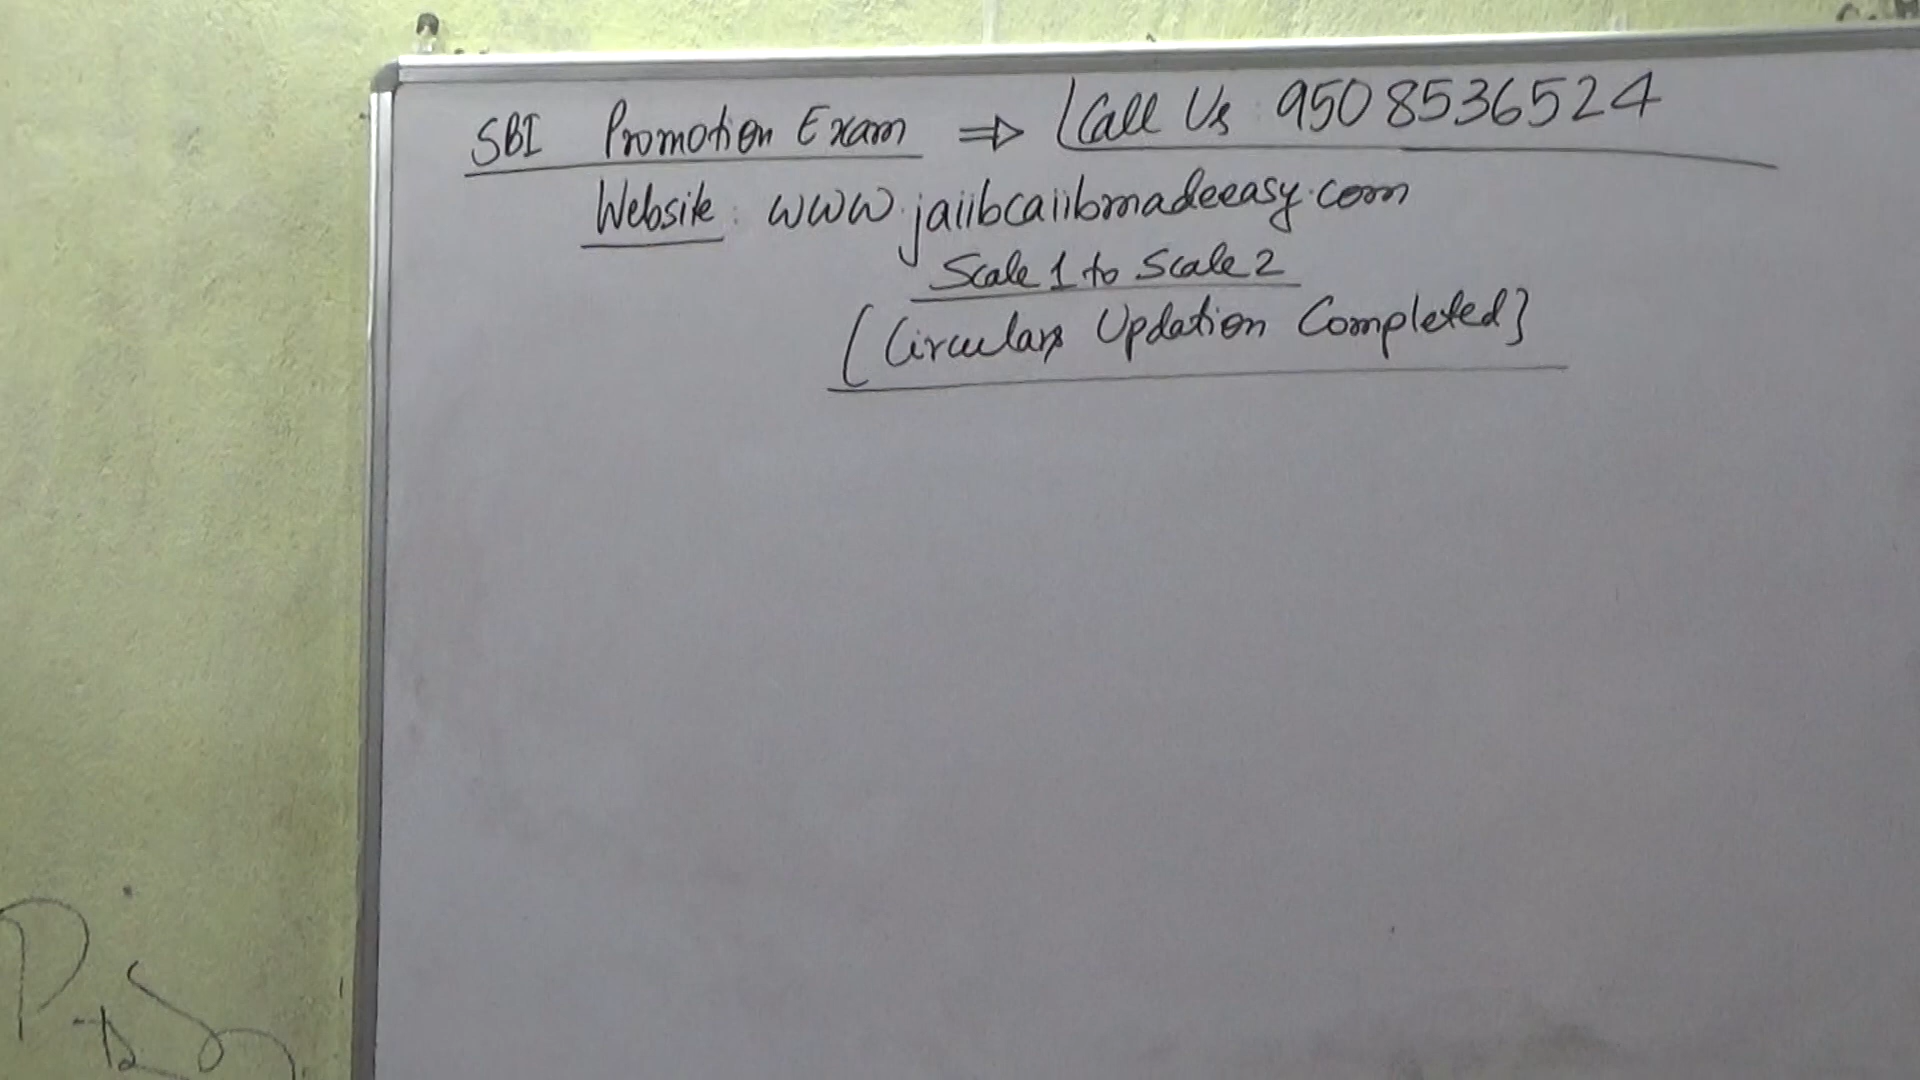 SBI Promotion Exam ⇒ Call Us: 9508536524
Website: www.jaiibcaiibmadeeasy.com
Scale 1 to Scale 2
[Circulars Updation Completed]